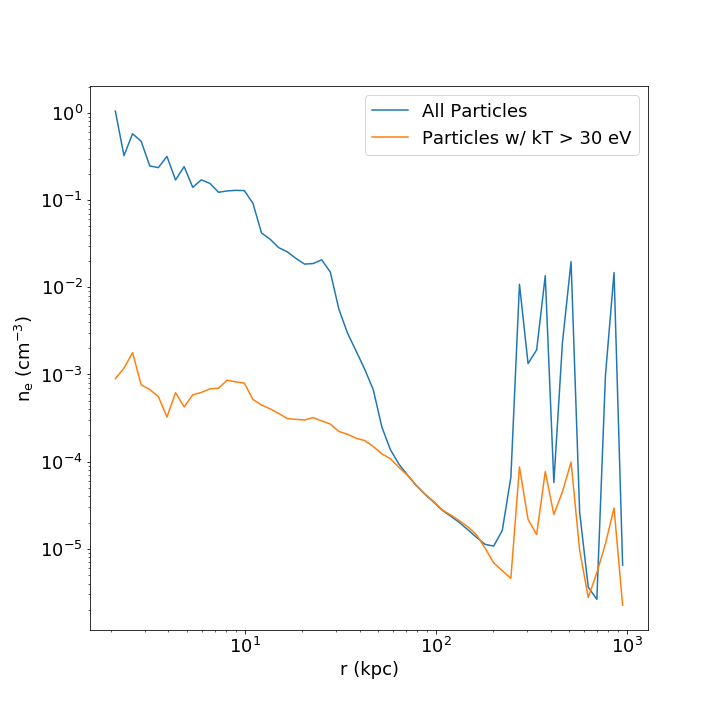 All Particles
Particles w/ kT > 30 eV
10⁰
10⁻¹
10⁻²
10⁻³
10⁻⁴
10⁻⁵
nₑ (cm⁻³)
10¹
10²
10³
r (kpc)